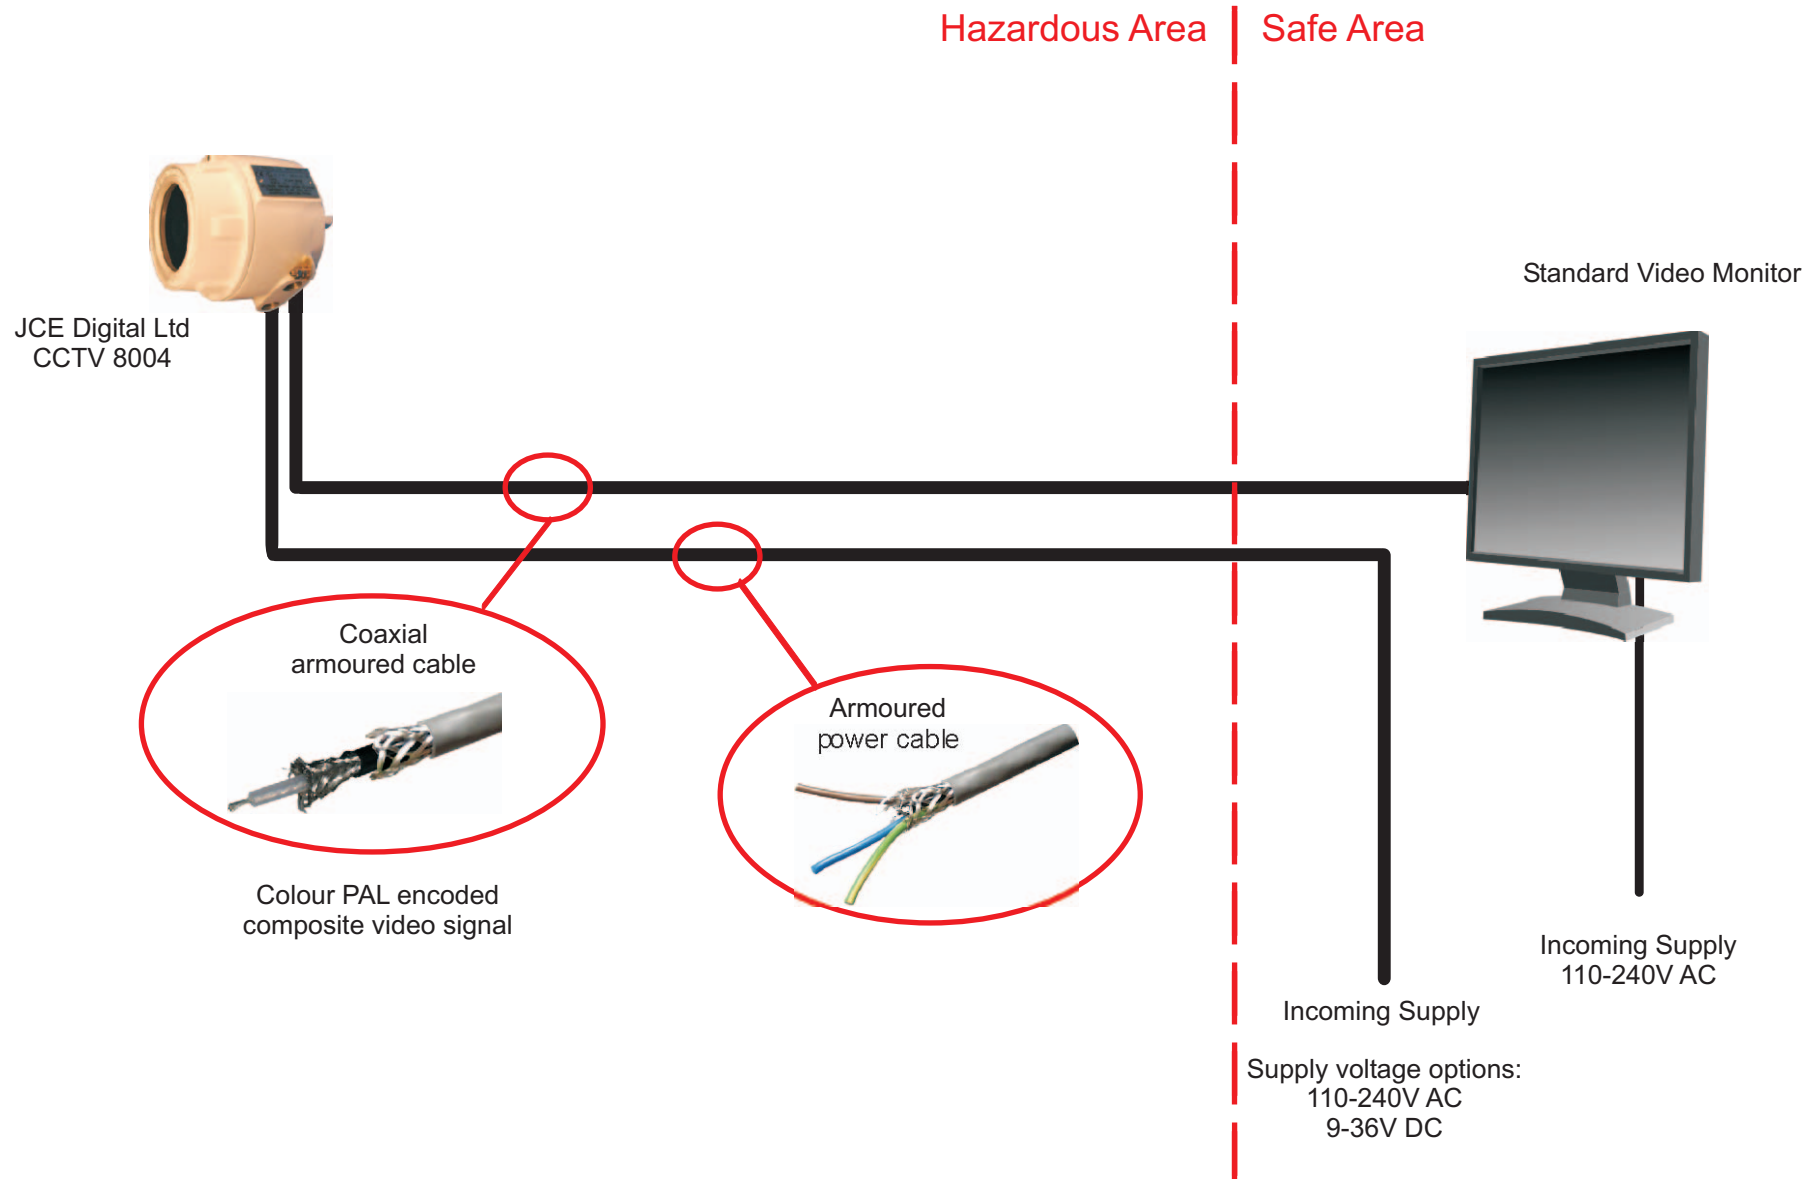 Hazardous Area
Safe Area
Standard Video Monitor
JCE Digital Ltd
CCTV 8004
Coaxial
armoured cable
Armoured
power cable
Colour PAL encoded
composite video signal
Incoming Supply
110-240V AC
Incoming Supply
Supply voltage options:
110-240V AC
9-36V DC